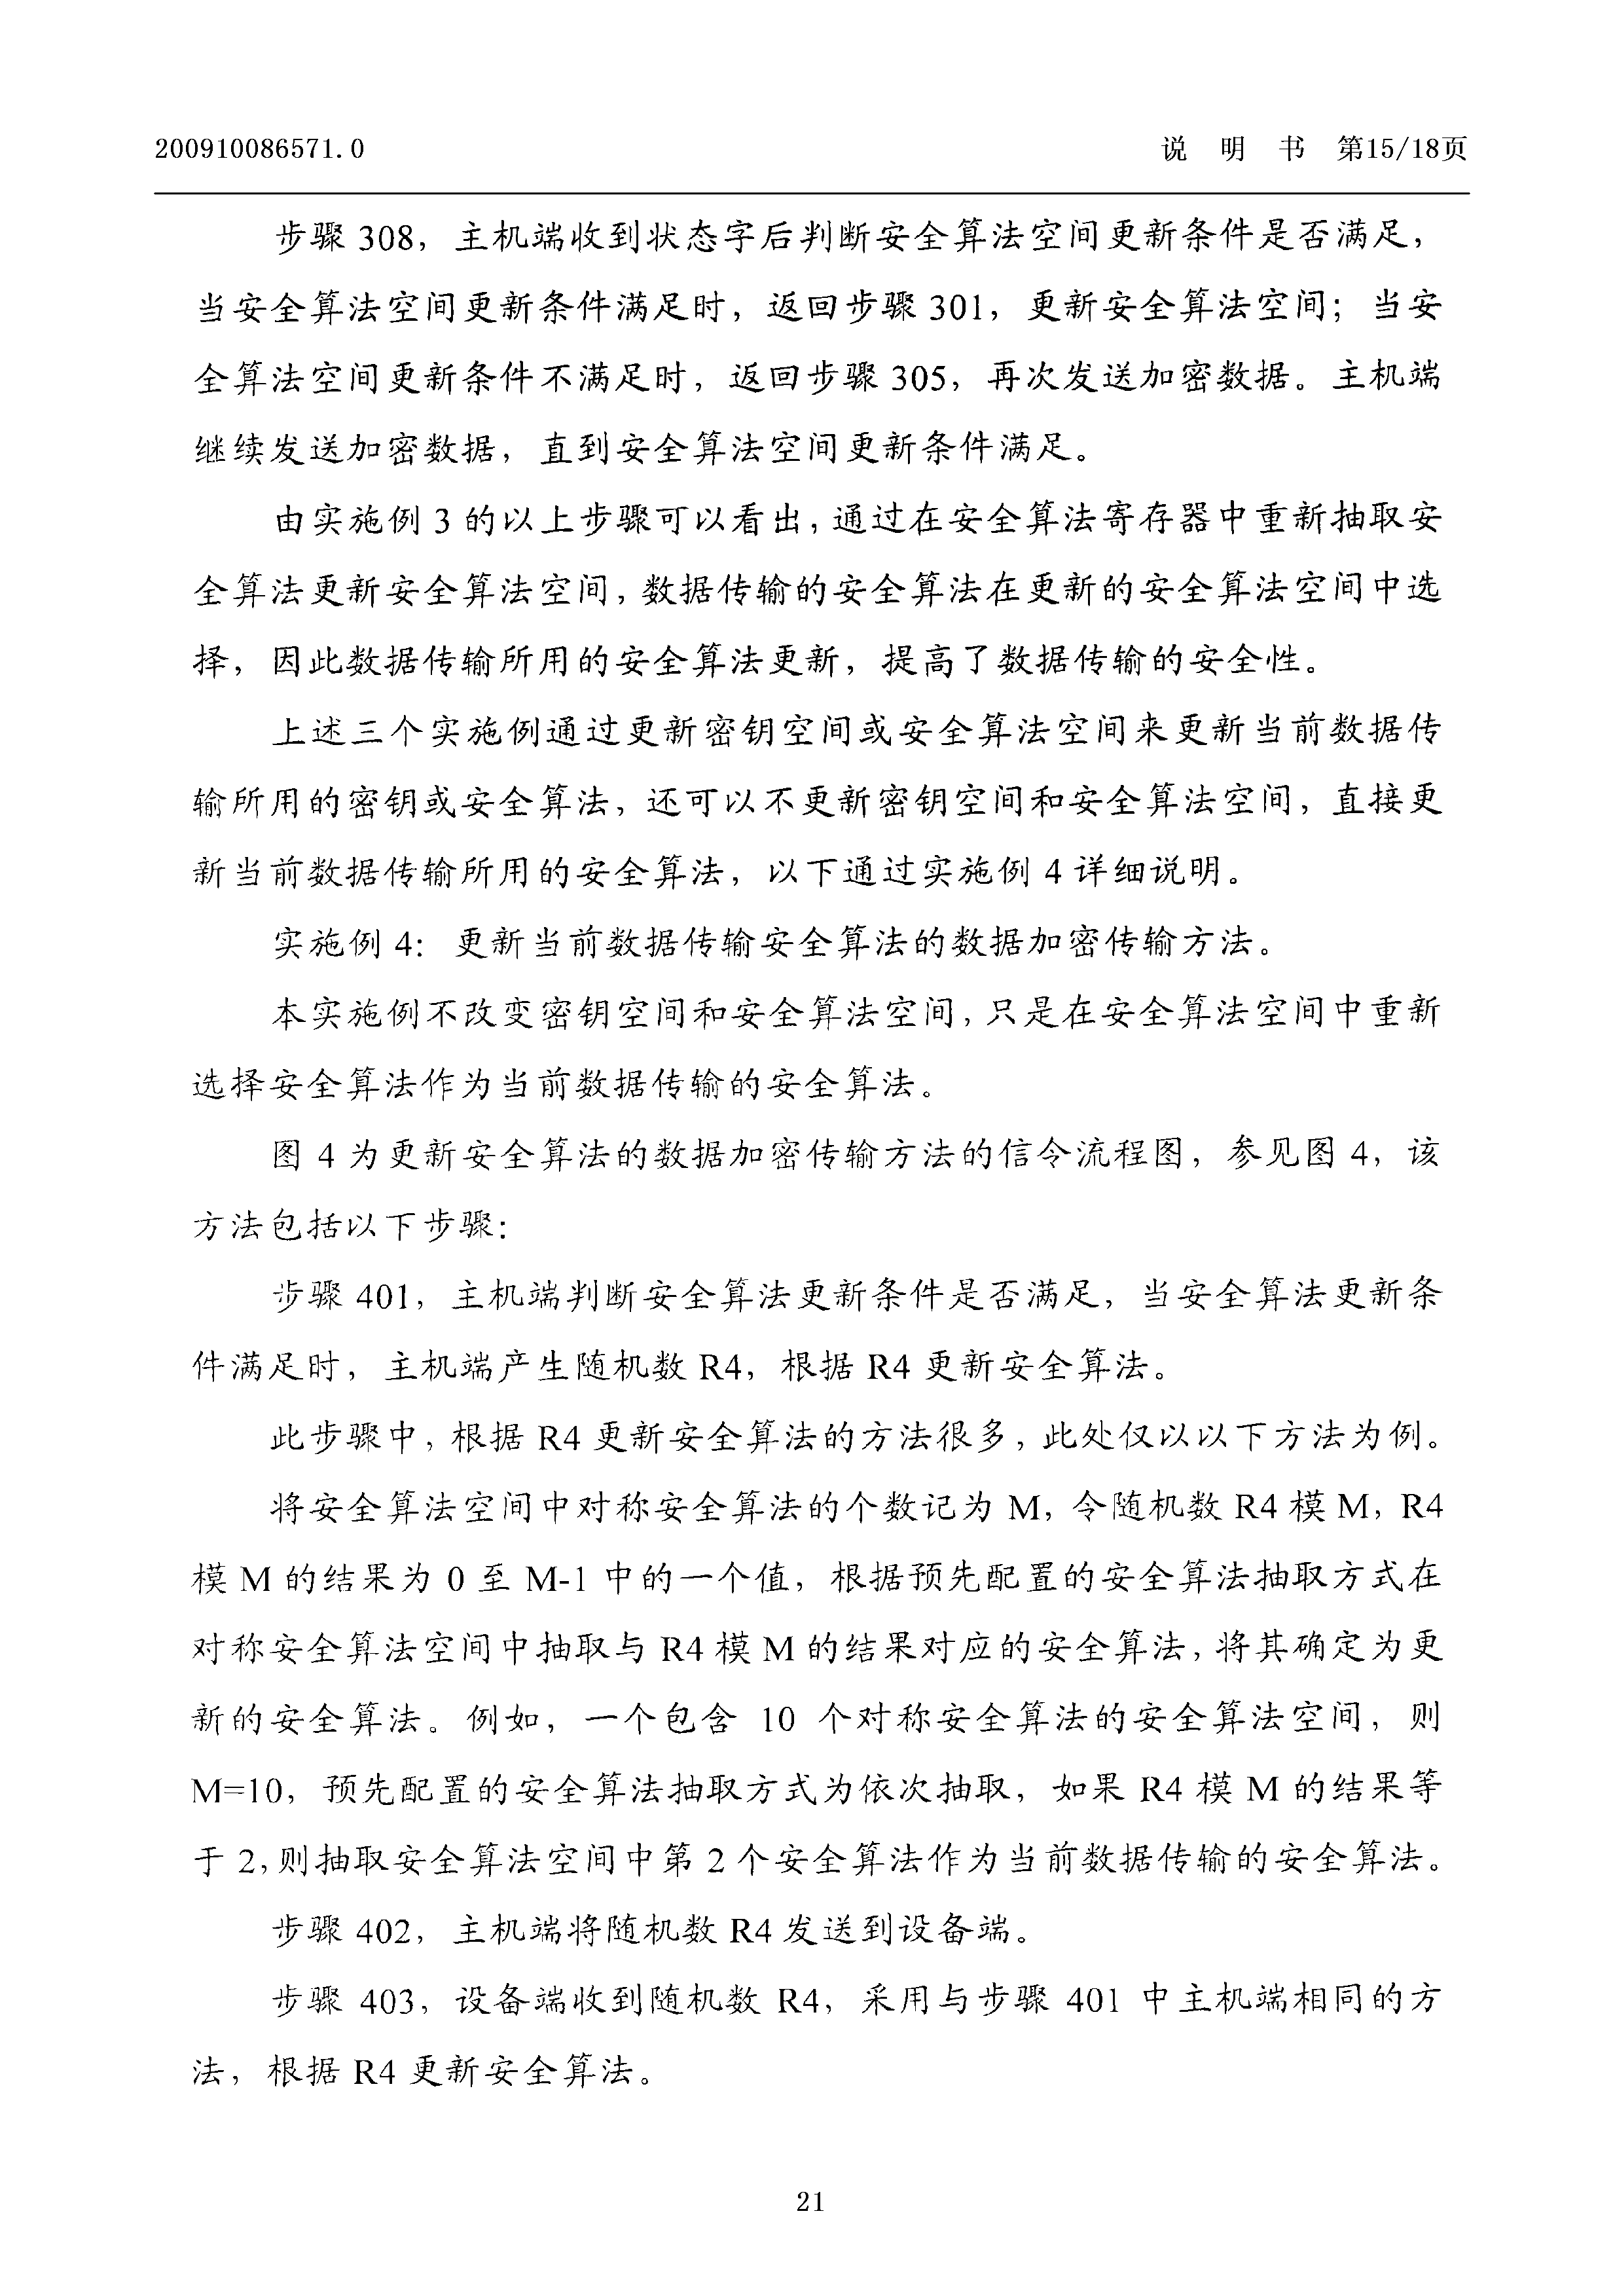 200910086571.0 说 明 书 第15/18页
步骤 308，主机端收到状态字后判断安全算法空间更新条件是否满足，
当安全算法空间更新条件满足时，返回步骤 301，更新安全算法空间；当安
全算法空间更新条件不满足时，返回步骤 305，再次发送加密数据。主机端
继续发送加密数据，直到安全算法空间更新条件满足。
由实施例 3 的以上步骤可以看出，通过在安全算法寄存器中重新抽取安
全算法更新安全算法空间，数据传输的安全算法在更新的安全算法空间中选
择，因此数据传输所用的安全算法更新，提高了数据传输的安全性。
上述三个实施例通过更新密钥空间或安全算法空间来更新当前数据传
输所用的密钥或安全算法，还可以不更新密钥空间和安全算法空间，直接更
新当前数据传输所用的安全算法，以下通过实施例 4 详细说明。
实施例 4：更新当前数据传输安全算法的数据加密传输方法。
本实施例不改变密钥空间和安全算法空间，只是在安全算法空间中重新
选择安全算法作为当前数据传输的安全算法。
图 4 为更新安全算法的数据加密传输方法的信令流程图，参见图 4，该
方法包括以下步骤：
步骤 401，主机端判断安全算法更新条件是否满足，当安全算法更新条
件满足时，主机端产生随机数 R4，根据 R4 更新安全算法。
此步骤中，根据 R4 更新安全算法的方法很多，此处仅以以下方法为例。
将安全算法空间中对称安全算法的个数记为 M，令随机数 R4 模 M，R4
模 M 的结果为 0 至 M-1 中的一个值，根据预先配置的安全算法抽取方式在
对称安全算法空间中抽取与 R4 模 M 的结果对应的安全算法，将其确定为更
新的安全算法。例如，一个包含 10 个对称安全算法的安全算法空间，则
M=10，预先配置的安全算法抽取方式为依次抽取，如果 R4 模 M 的结果等
于 2，则抽取安全算法空间中第 2 个安全算法作为当前数据传输的安全算法。
步骤 402，主机端将随机数 R4 发送到设备端。
步骤 403，设备端收到随机数 R4，采用与步骤 401 中主机端相同的方
法，根据 R4 更新安全算法。
21